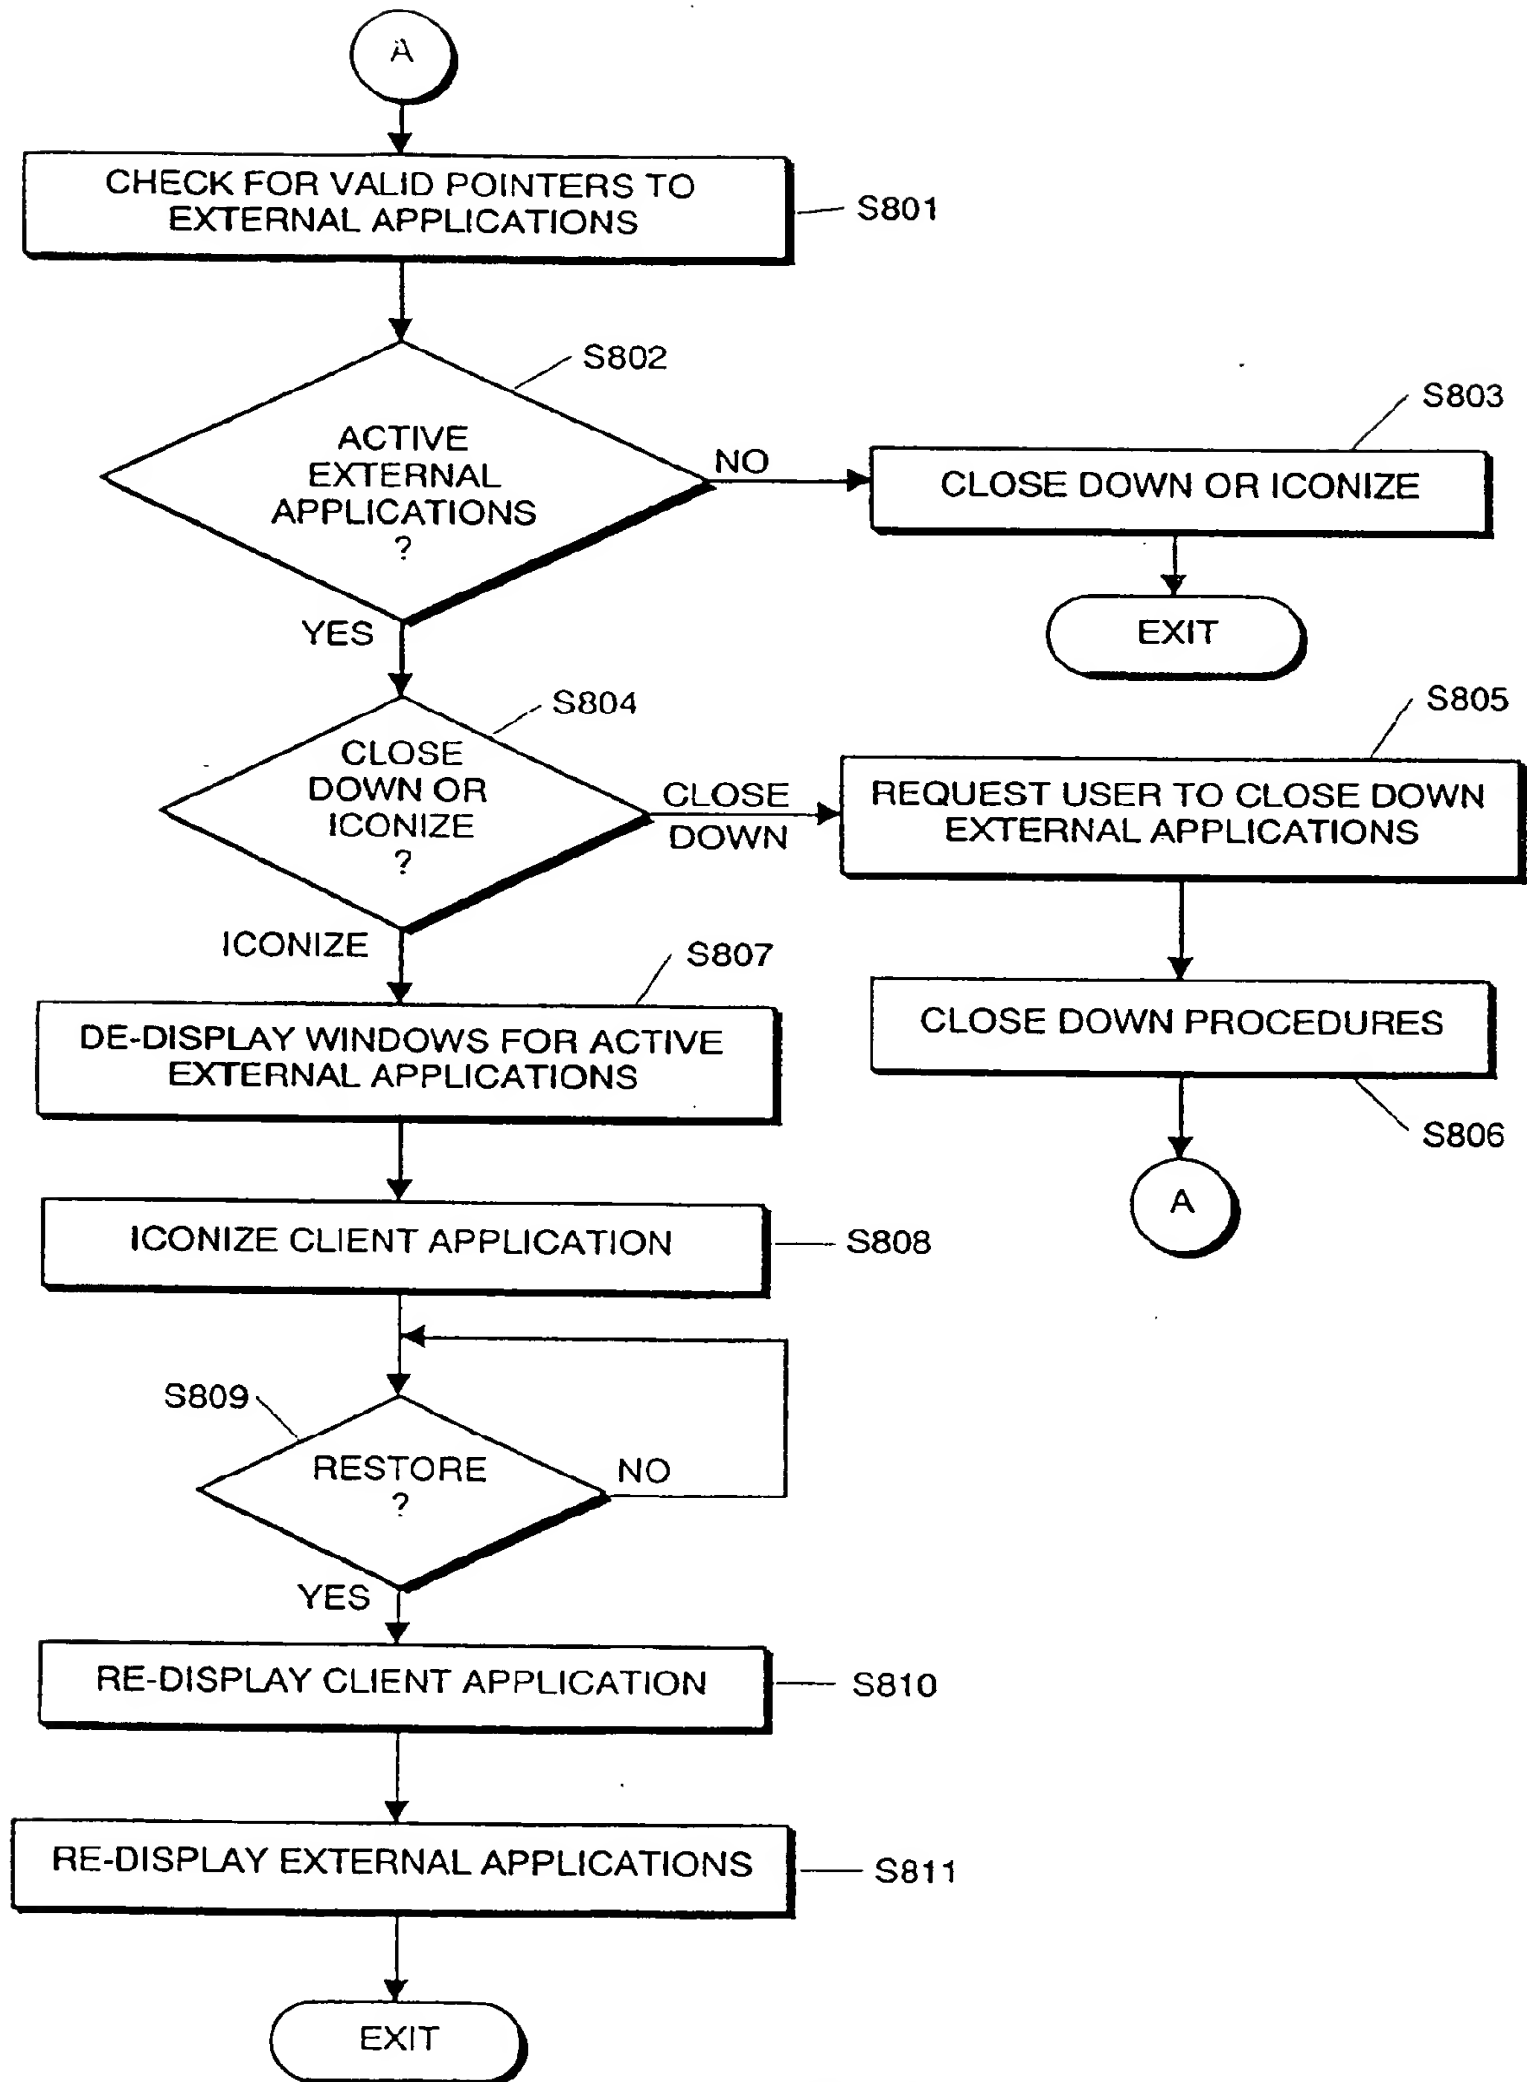 A
CHECK FOR VALID POINTERS TO
EXTERNAL APPLICATIONS
S801
S802
ACTIVE
EXTERNAL
APPLICATIONS
?
NO
S803
CLOSE DOWN OR ICONIZE
EXIT
YES
S804
CLOSE
DOWN OR
ICONIZE
?
CLOSE
DOWN
S805
REQUEST USER TO CLOSE DOWN
EXTERNAL APPLICATIONS
CLOSE DOWN PROCEDURES
S806
A
ICONIZE
S807
DE-DISPLAY WINDOWS FOR ACTIVE
EXTERNAL APPLICATIONS
ICONIZE CLIENT APPLICATION
S808
S809
RESTORE
?
NO
YES
RE-DISPLAY CLIENT APPLICATION
S810
RE-DISPLAY EXTERNAL APPLICATIONS
S811
EXIT